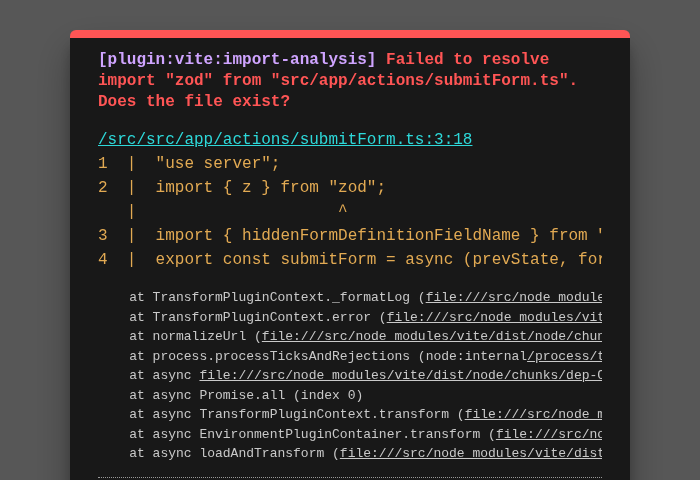 [plugin:vite:import-analysis] Failed to resolve
import "zod" from "src/app/actions/submitForm.ts".
Does the file exist?
/src/src/app/actions/submitForm.ts:3:18
1  |  "use server";
2  |  import { z } from "zod";
   |                     ^
3  |  import { hiddenFormDefinitionFieldName } from "
4  |  export const submitForm = async (prevState, for
at TransformPluginContext._formatLog (file:///src/node_module
at TransformPluginContext.error (file:///src/node_modules/vit
at normalizeUrl (file:///src/node_modules/vite/dist/node/chun
at process.processTicksAndRejections (node:internal/process/t
at async file:///src/node_modules/vite/dist/node/chunks/dep-C
at async Promise.all (index 0)
at async TransformPluginContext.transform (file:///src/node_m
at async EnvironmentPluginContainer.transform (file:///src/no
at async loadAndTransform (file:///src/node_modules/vite/dist